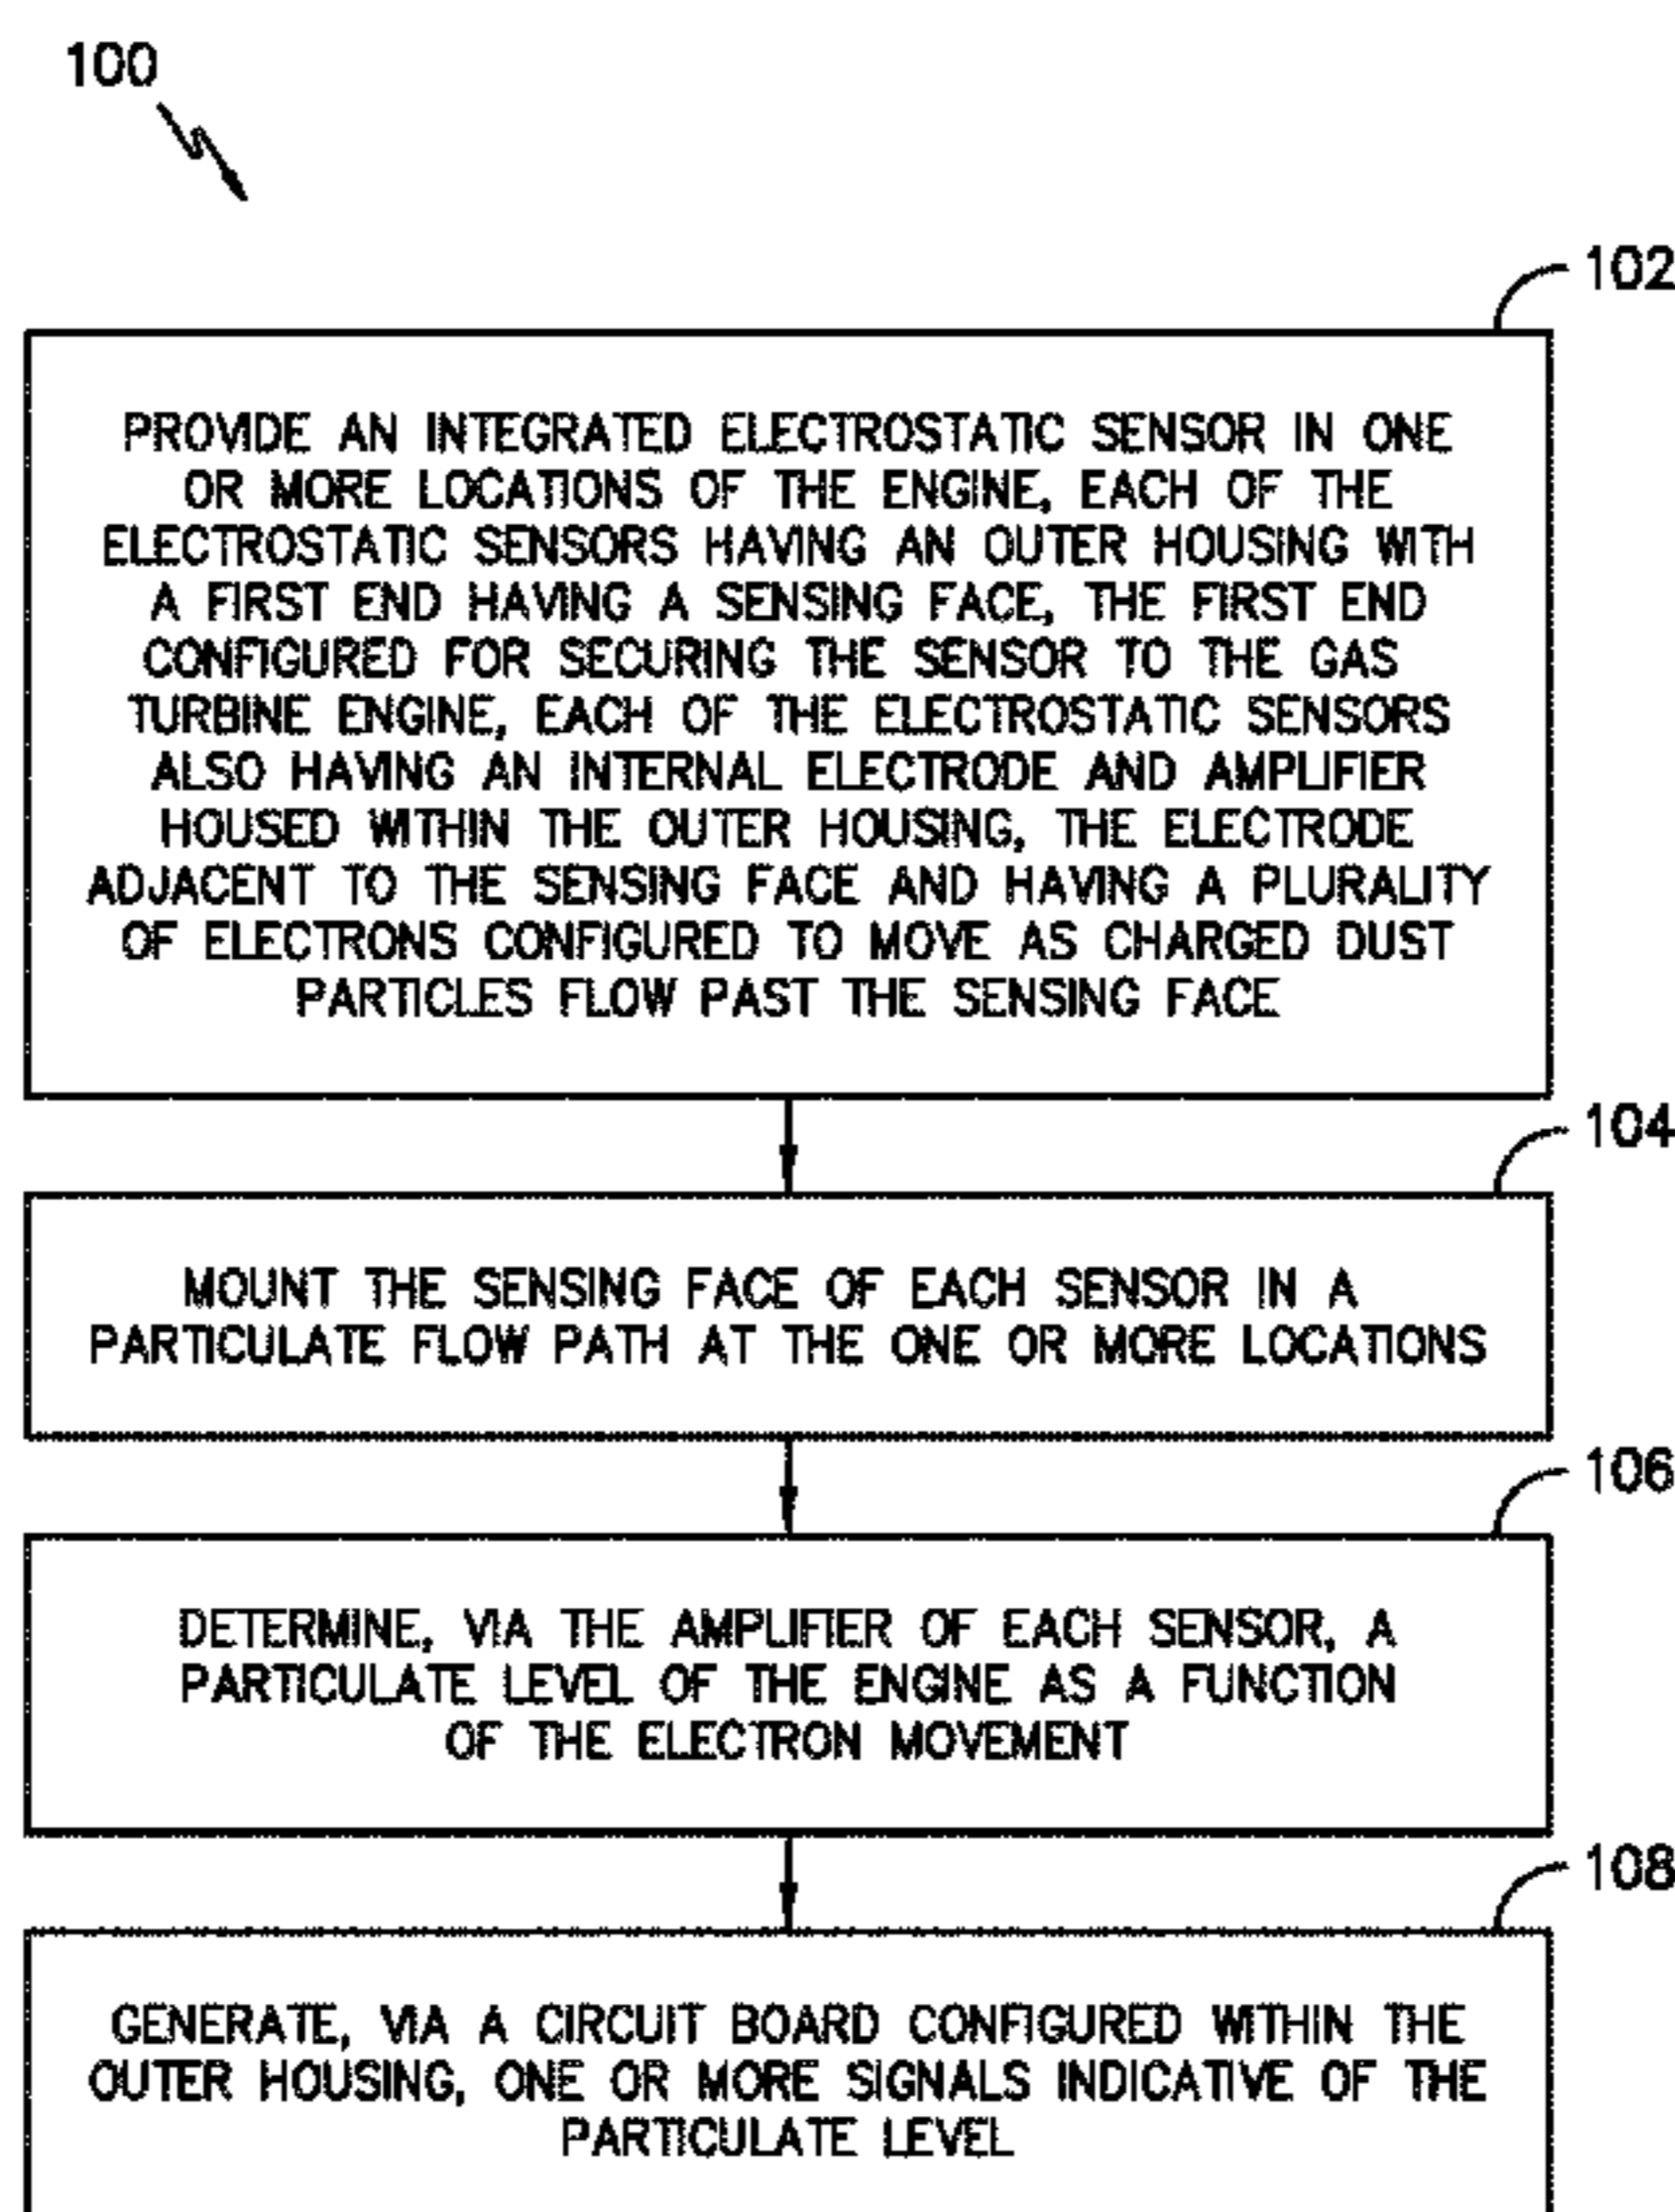 100
102
PROVIDE AN INTEGRATED ELECTROSTATIC SENSOR IN ONE
OR MORE LOCATIONS OF THE ENGINE, EACH OF THE
ELECTROSTATIC SENSORS HAVING AN OUTER HOUSING WITH
A FIRST END HAVING A SENSING FACE, THE FIRST END
CONFIGURED FOR SECURING THE SENSOR TO THE GAS
TURBINE ENGINE, EACH OF THE ELECTROSTATIC SENSORS
ALSO HAVING AN INTERNAL ELECTRODE AND AMPLIFIER
HOUSED WITHIN THE OUTER HOUSING, THE ELECTRODE
ADJACENT TO THE SENSING FACE AND HAVING A PLURALITY
OF ELECTRONS CONFIGURED TO MOVE AS CHARGED DUST
PARTICLES FLOW PAST THE SENSING FACE
104
MOUNT THE SENSING FACE OF EACH SENSOR IN A
PARTICULATE FLOW PATH AT THE ONE OR MORE LOCATIONS
106
DETERMINE, VIA THE AMPLIFIER OF EACH SENSOR, A
PARTICULATE LEVEL OF THE ENGINE AS A FUNCTION
OF THE ELECTRON MOVEMENT
108
GENERATE, VIA A CIRCUIT BOARD CONFIGURED WITHIN THE
OUTER HOUSING, ONE OR MORE SIGNALS INDICATIVE OF THE
PARTICULATE LEVEL